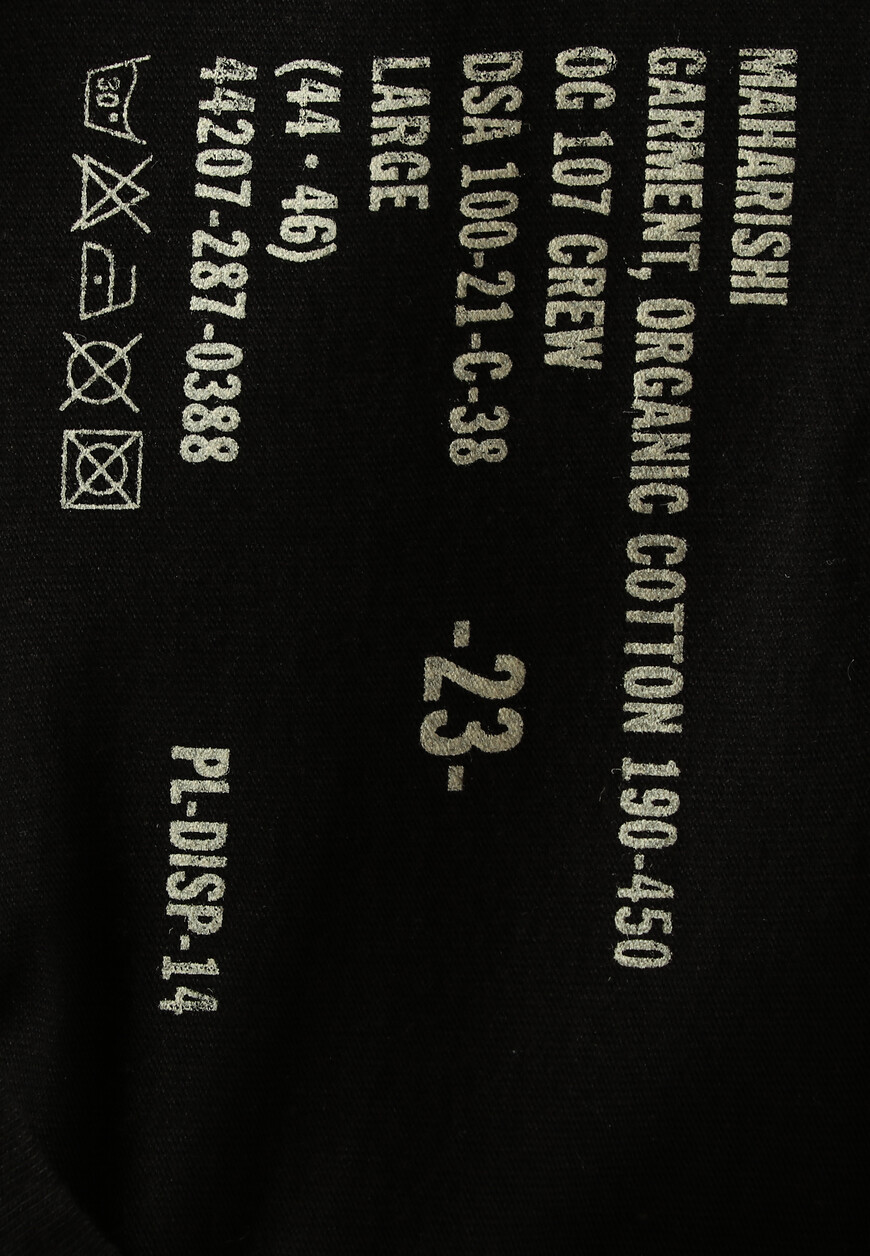 MAHARISHI
GARMENT, ORGANIC COTTON 190-450
OG 107 CREW
DSA 100-21-C-38
-23-
LARGE
(44 • 46)
44207-287-0388
PL-DISP-14
30°